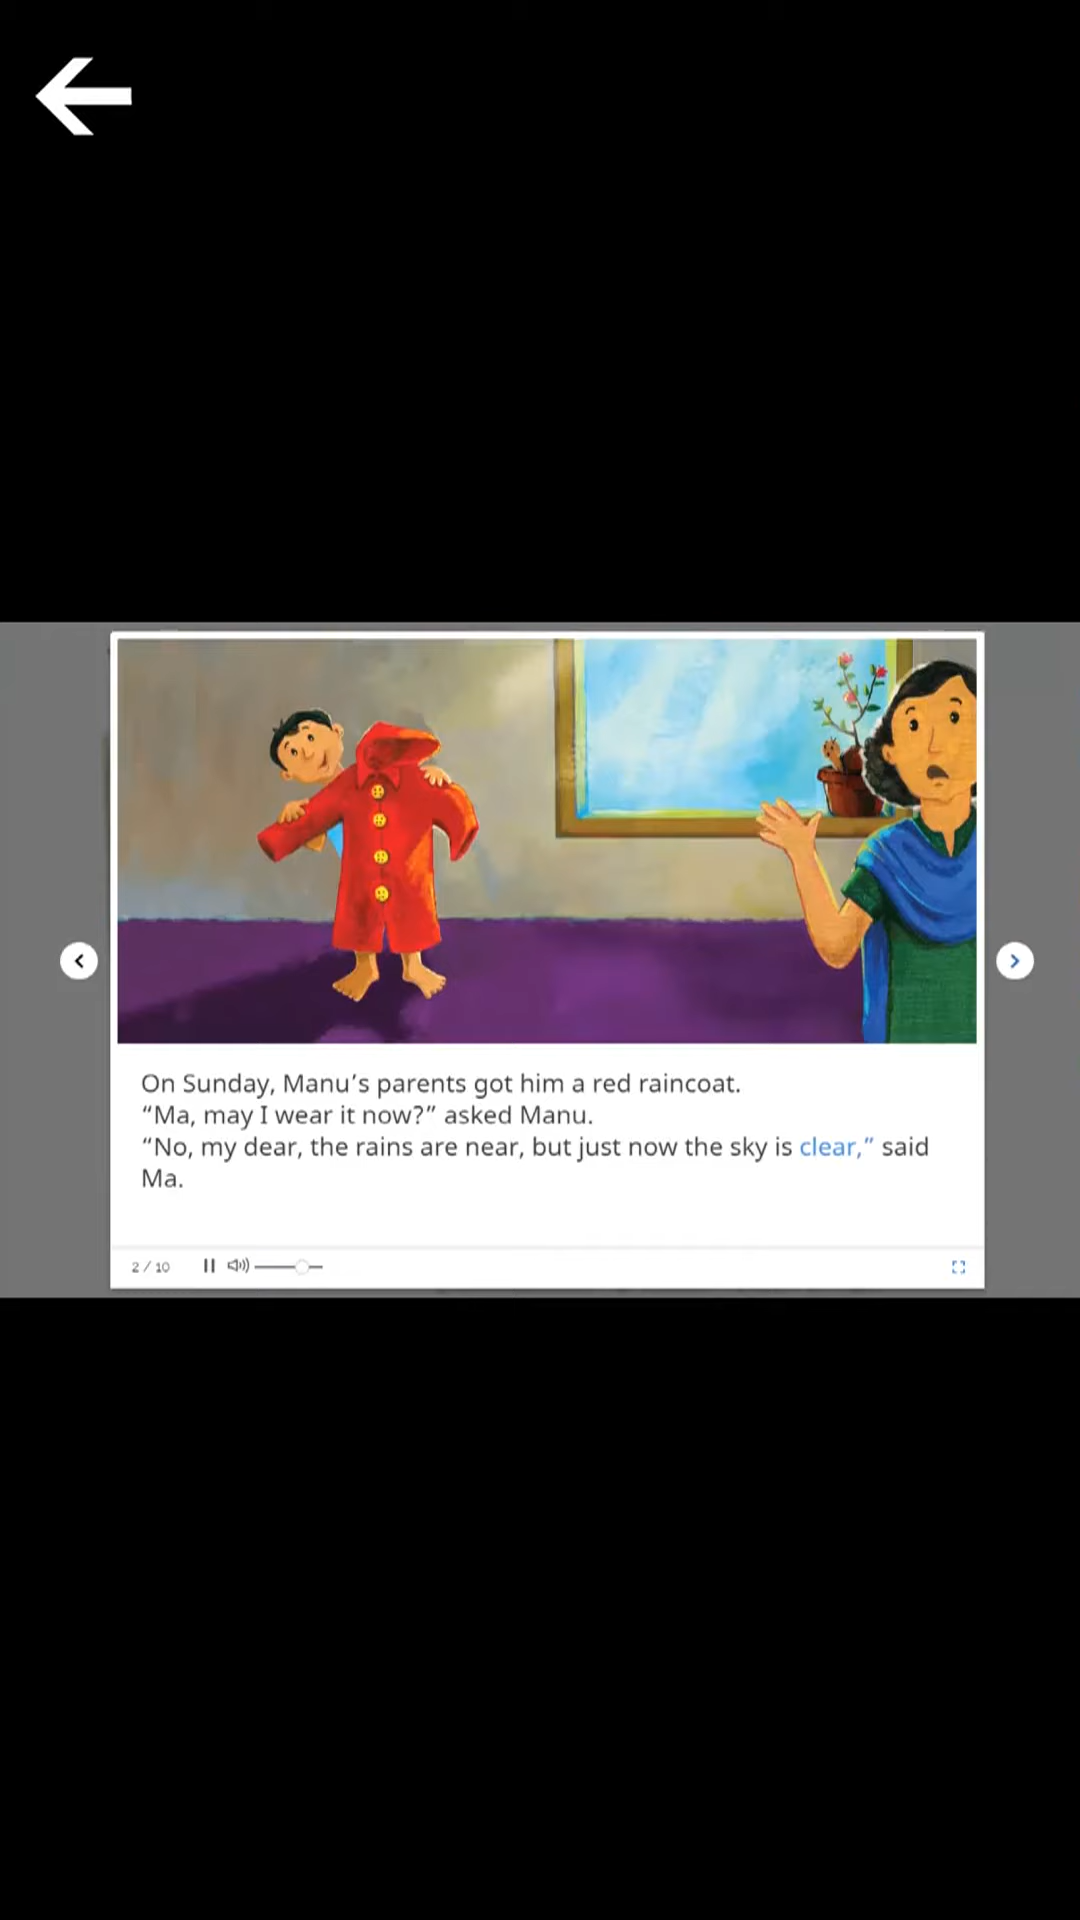 On Sunday, Manu’s parents got him a red raincoat.
“Ma, may I wear it now?” asked Manu.
“No, my dear, the rains are near, but just now the sky is clear,” said
Ma.
2 / 10